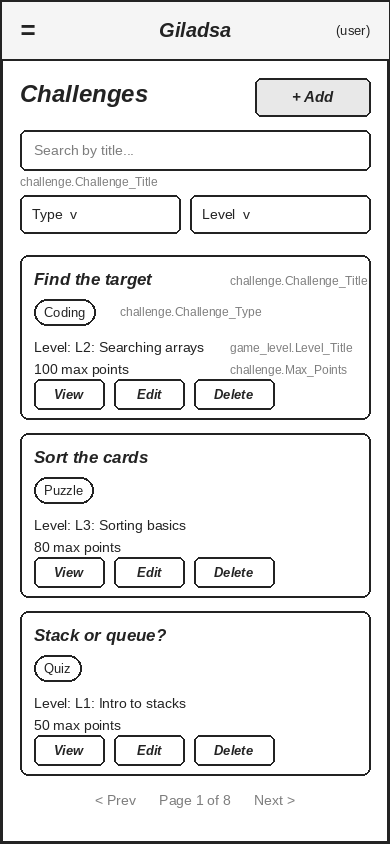 = Giladsa (user)
Challenges + Add
Search by title...
challenge.Challenge_Title
Type v Level v
Find the target challenge.Challenge_Title
Coding challenge.Challenge_Type
Level: L2: Searching arrays game_level.Level_Title
100 max points challenge.Max_Points
View Edit Delete
Sort the cards
Puzzle
Level: L3: Sorting basics
80 max points
View Edit Delete
Stack or queue?
Quiz
Level: L1: Intro to stacks
50 max points
View Edit Delete
< Prev Page 1 of 8 Next >